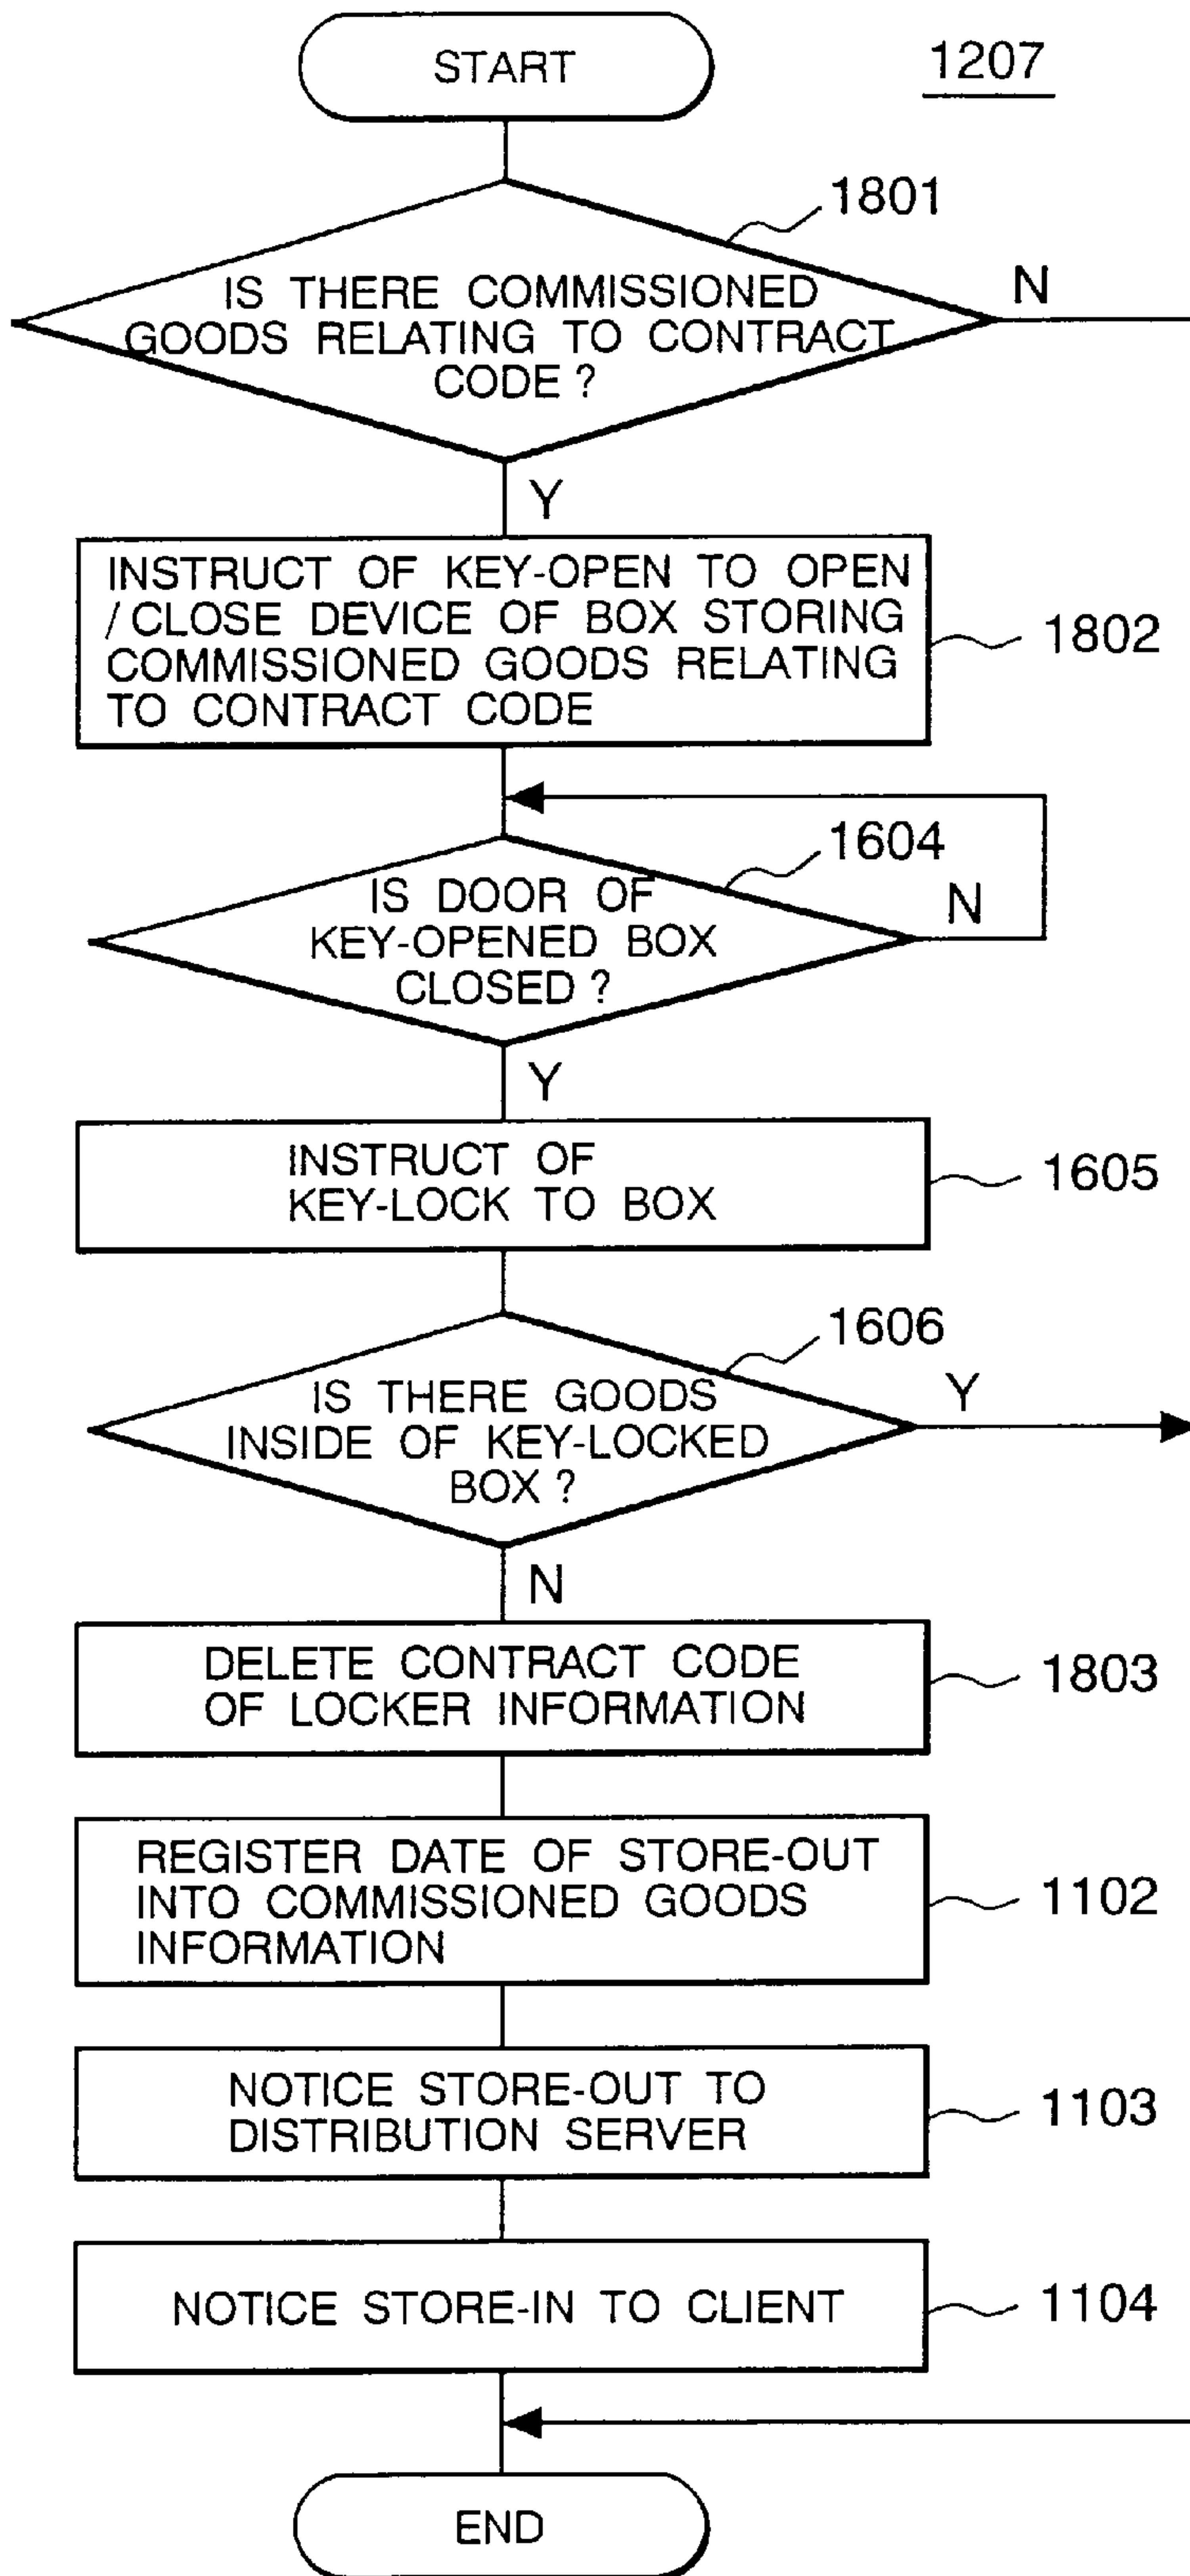 START
1207
1801
IS THERE COMMISSIONED
GOODS RELATING TO CONTRACT
CODE ?
N
Y
INSTRUCT OF KEY-OPEN TO OPEN
/CLOSE DEVICE OF BOX STORING
COMMISSIONED GOODS RELATING
TO CONTRACT CODE
1802
1604
IS DOOR OF
KEY-OPENED BOX
CLOSED ?
N
Y
INSTRUCT OF
KEY-LOCK TO BOX
1605
1606
IS THERE GOODS
INSIDE OF KEY-LOCKED
BOX ?
Y
N
DELETE CONTRACT CODE
OF LOCKER INFORMATION
1803
REGISTER DATE OF STORE-OUT
INTO COMMISSIONED GOODS
INFORMATION
1102
NOTICE STORE-OUT TO
DISTRIBUTION SERVER
1103
NOTICE STORE-IN TO CLIENT
1104
END